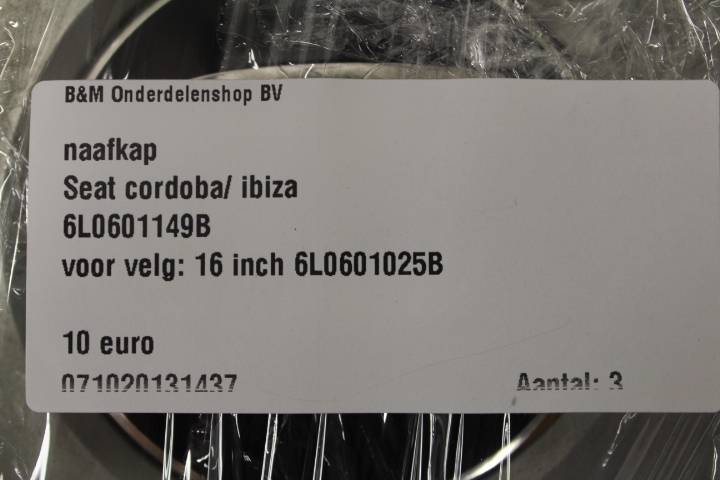 B&M Onderdelenshop BV
naafkap
Seat cordoba/ ibiza
6L0601149B
voor velg: 16 inch 6L0601025B
10 euro
071020131437 Aantal: 3